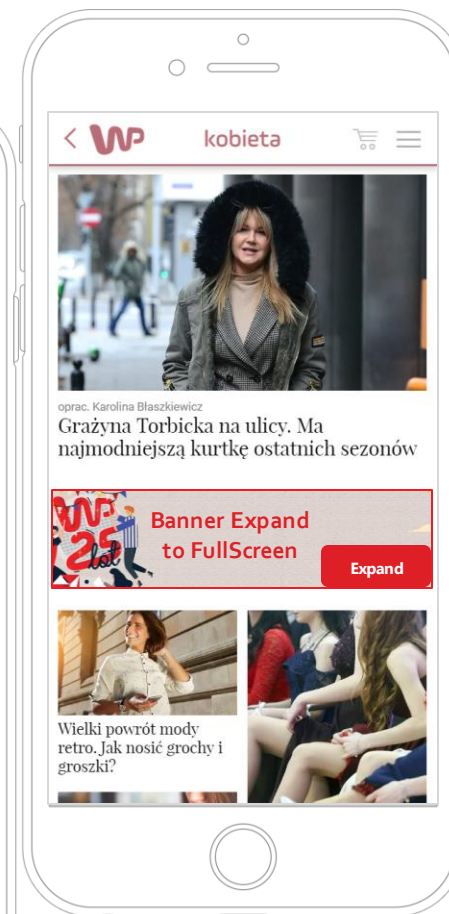 WP
kobieta
oprac. Karolina Błaszkiewicz
Grażyna Torbicka na ulicy. Ma
najmodniejszą kurtkę ostatnich sezonów
WP
25
lat
Banner Expand
to FullScreen
Expand
Wielki powrót mody
retro. Jak nosić grochy i
groszki?